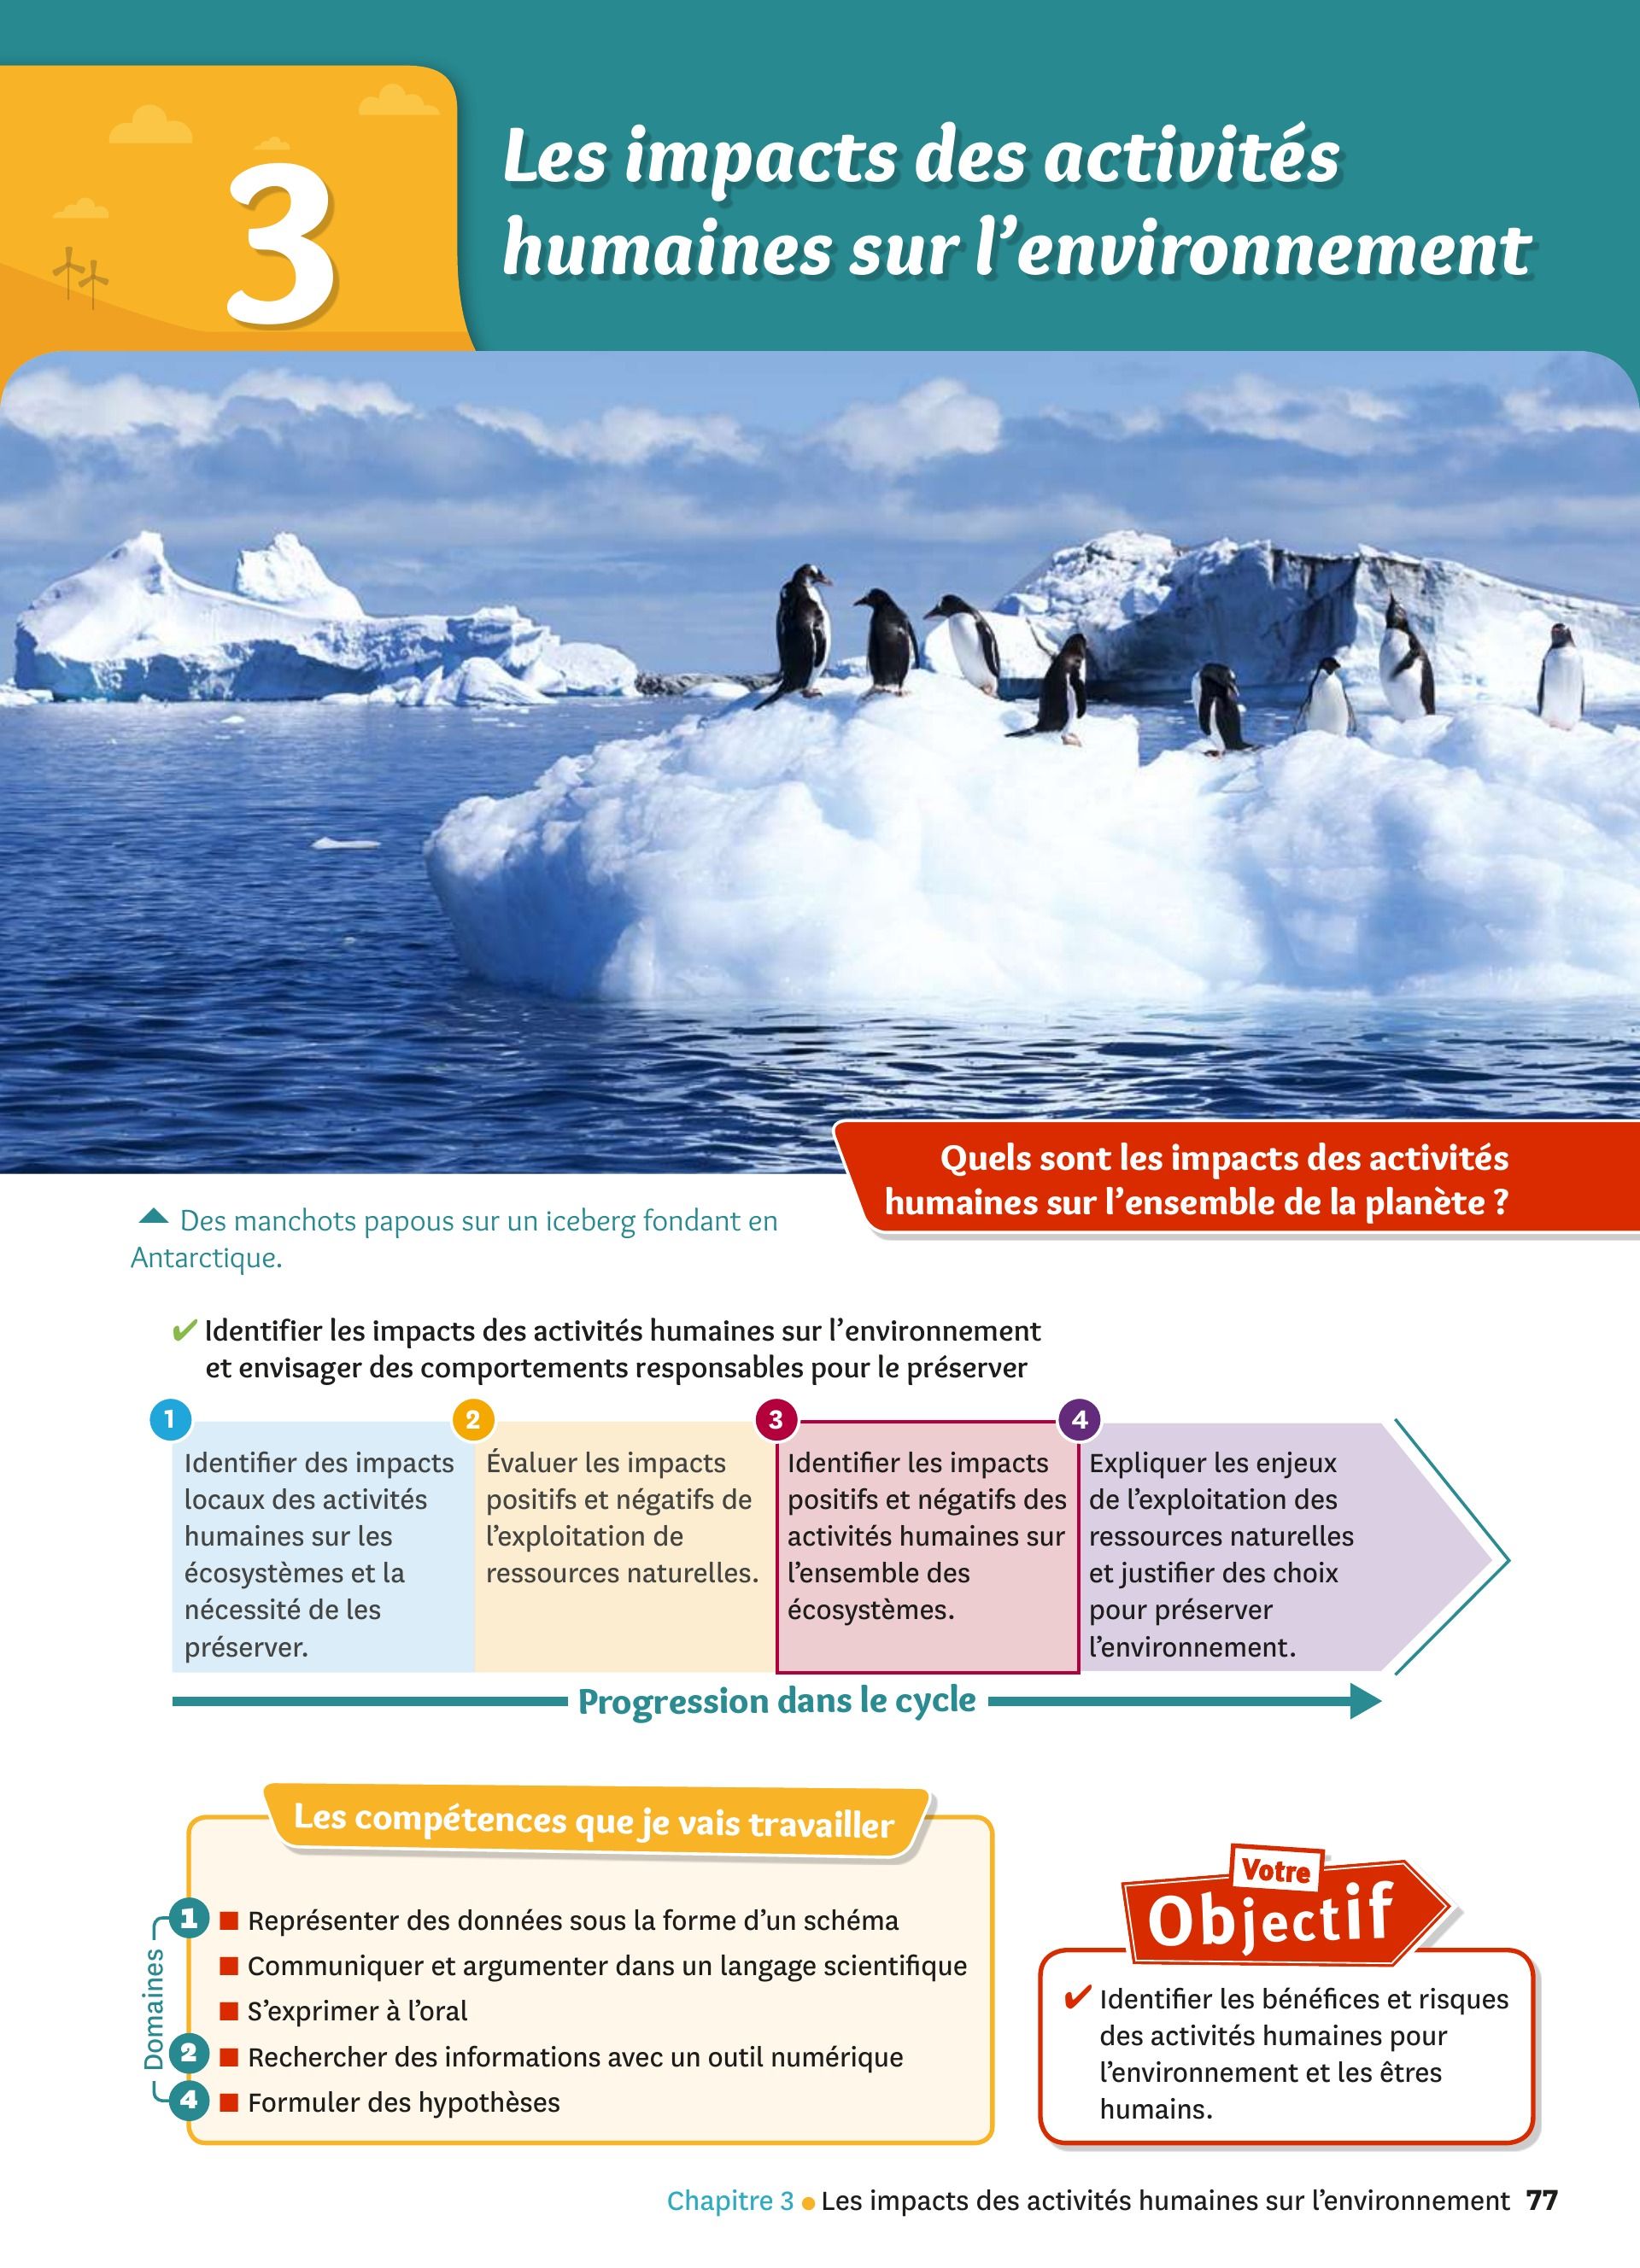 3
Les impacts des activités
humaines sur l'environnement
Quels sont les impacts des activités
humaines sur l'ensemble de la planète ?
Des manchots papous sur un iceberg fondant en
Antarctique.
✔ Identifier les impacts des activités humaines sur l'environnement
et envisager des comportements responsables pour le préserver
1
Identifier des impacts
locaux des activités
humaines sur les
écosystèmes et la
nécessité de les
préserver.
2
Évaluer les impacts
positifs et négatifs de
l'exploitation de
ressources naturelles.
3
Identifier les impacts
positifs et négatifs des
activités humaines sur
l'ensemble des
écosystèmes.
4
Expliquer les enjeux
de l'exploitation des
ressources naturelles
et justifier des choix
pour préserver
l'environnement.
Progression dans le cycle
Les compétences que je vais travailler
Domaines
1 ■ Représenter des données sous la forme d'un schéma
■ Communiquer et argumenter dans un langage scientifique
■ S'exprimer à l'oral
2 ■ Rechercher des informations avec un outil numérique
4 ■ Formuler des hypothèses
Votre
Objectif
✔ Identifier les bénéfices et risques
des activités humaines pour
l'environnement et les êtres
humains.
Chapitre 3 • Les impacts des activités humaines sur l'environnement 77